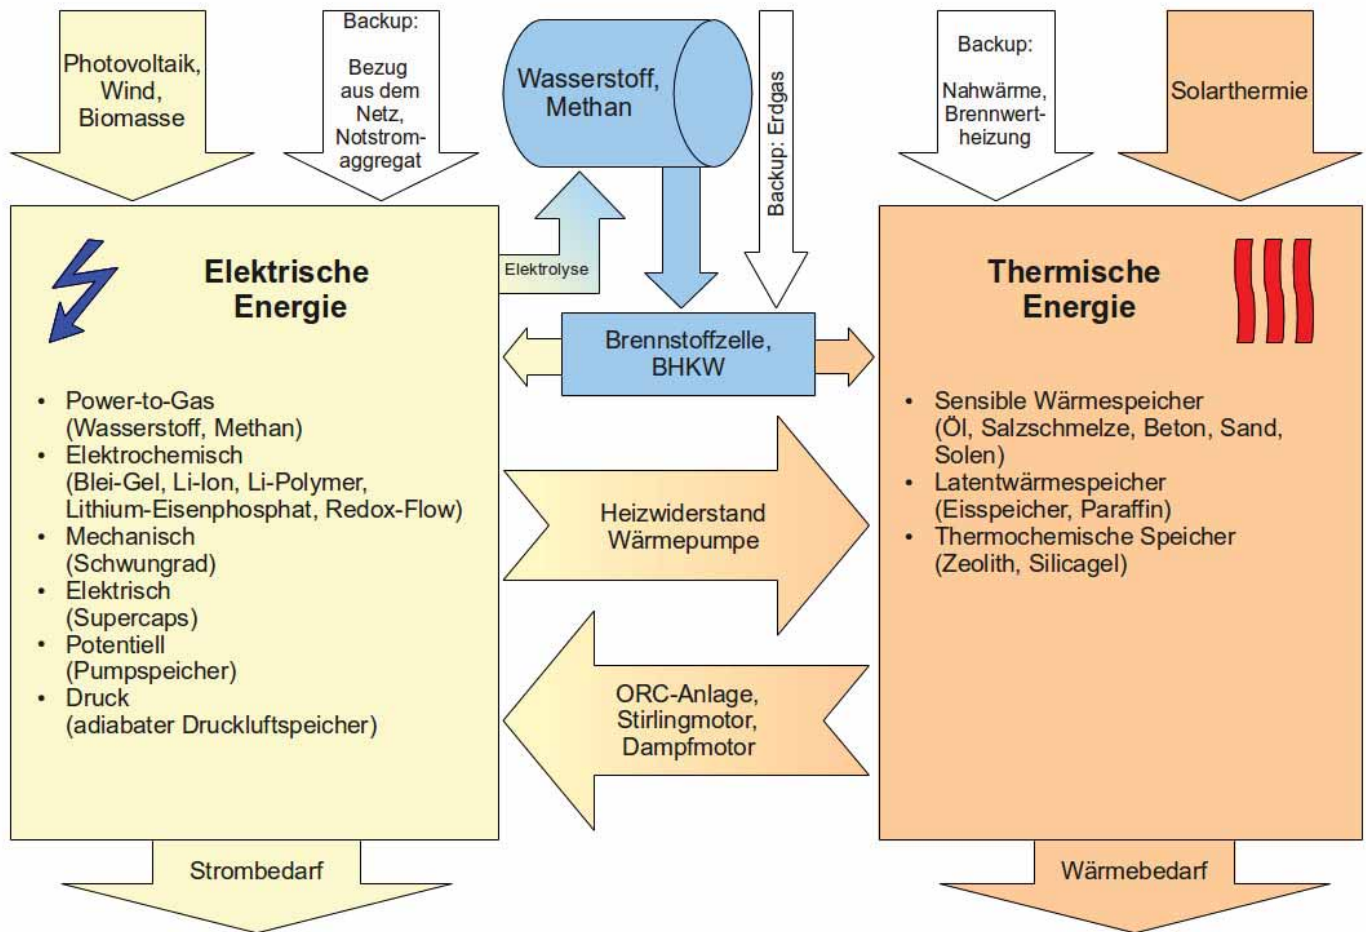 Photovoltaik,
Wind,
Biomasse
Backup:
Bezug
aus dem
Netz,
Notstrom-
aggregat
Wasserstoff,
Methan
Backup: Erdgas
Backup:
Nahwärme,
Brennwert-
heizung
Solarthermie
Elektrische
Energie
Elektrolyse
Brennstoffzelle,
BHKW
Thermische
Energie
• Power-to-Gas
(Wasserstoff, Methan)
• Elektrochemisch
(Blei-Gel, Li-Ion, Li-Polymer,
Lithium-Eisenphosphat, Redox-Flow)
• Mechanisch
(Schwungrad)
• Elektrisch
(Supercaps)
• Potentiell
(Pumpspeicher)
• Druck
(adiabater Druckluftspeicher)
Heizwiderstand
Wärmepumpe
ORC-Anlage,
Stirlingmotor,
Dampfmotor
• Sensible Wärmespeicher
(Öl, Salzschmelze, Beton, Sand,
Solen)
• Latentwärmespeicher
(Eisspeicher, Paraffin)
• Thermochemische Speicher
(Zeolith, Silicagel)
Strombedarf
Wärmebedarf